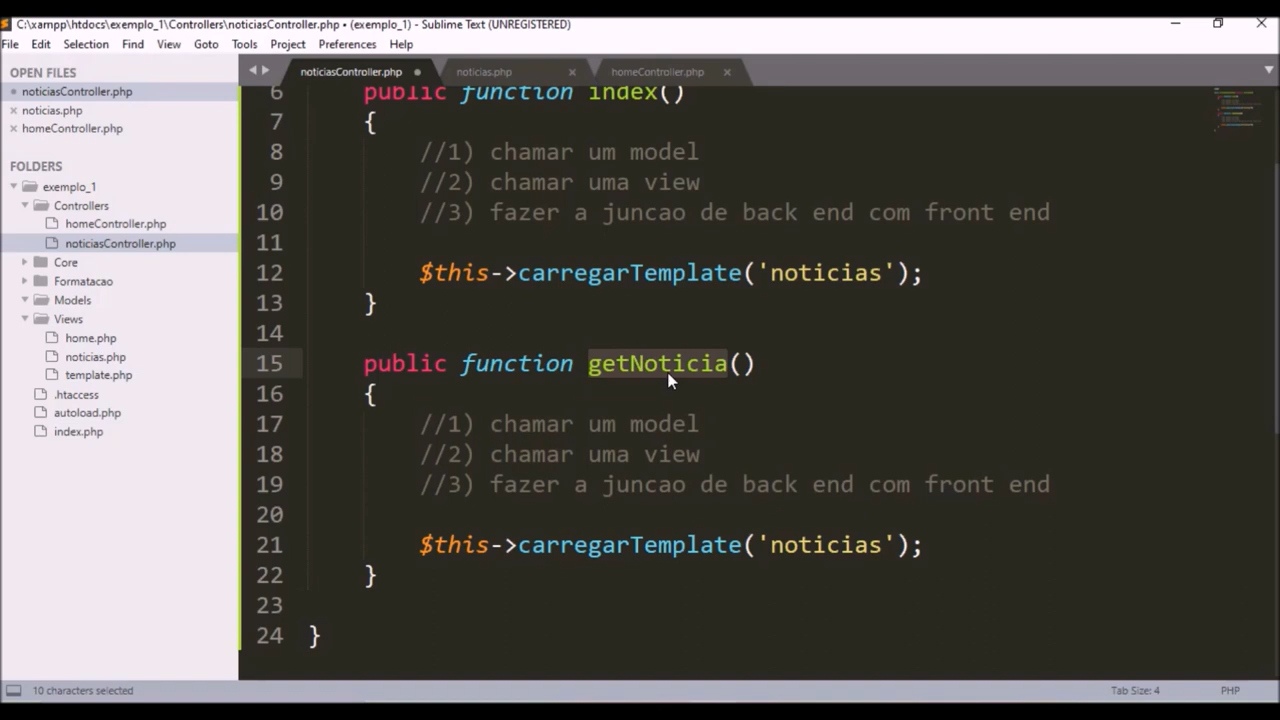 C:\xampp\htdocs\exemplo_1\Controllers\noticiasController.php • (exemplo_1) - Sublime Text (UNREGISTERED)
File Edit Selection Find View Goto Tools Project Preferences Help
OPEN FILES
noticiasController.php
noticias.php
homeController.php
FOLDERS
exemplo_1
Controllers
homeController.php
noticiasController.php
Core
Formatacao
Models
Views
home.php
noticias.php
template.php
.htaccess
autoload.php
index.php
noticiasController.php noticias.php homeController.php
6 public function index()
7 {
8 //1) chamar um model
9 //2) chamar uma view
10 //3) fazer a juncao de back end com front end
11
12 $this->carregarTemplate('noticias');
13 }
14
15 public function getNoticia()
16 {
17 //1) chamar um model
18 //2) chamar uma view
19 //3) fazer a juncao de back end com front end
20
21 $this->carregarTemplate('noticias');
22 }
23
24 }
10 characters selected Tab Size: 4 PHP